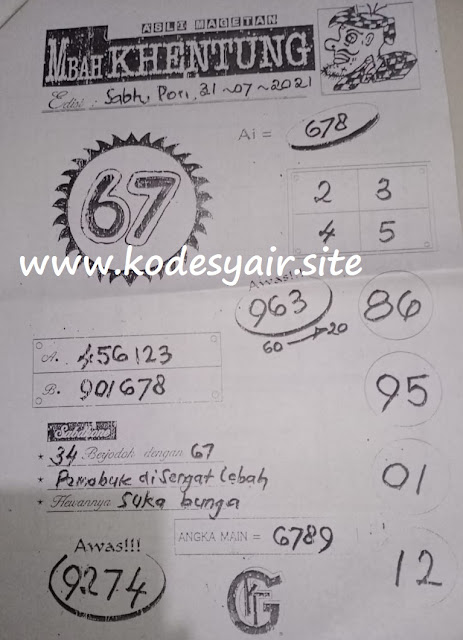 ASLI MAGETAN
MBAH KHENTUNG
Edisi : Sabtu, Pon, 31~07~2021
Ai = 678
67
2 3
4 5
www.kodesyair.site
Awas!!!
963
60 → 20
86
A. 456123
B. 901678
95
* 34 Berjodoh dengan 67
* Pemabuk disengat lebah
* Hewannya suka bunga
01
ANGKA MAIN = 6789
Awas!!!
9274
12